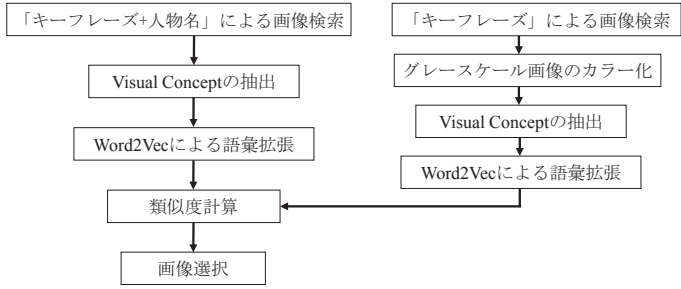 「キーフレーズ+人物名」による画像検索
Visual Conceptの抽出
Word2Vecによる語彙拡張
類似度計算
画像選択
「キーフレーズ」による画像検索
グレースケール画像のカラー化
Visual Conceptの抽出
Word2Vecによる語彙拡張